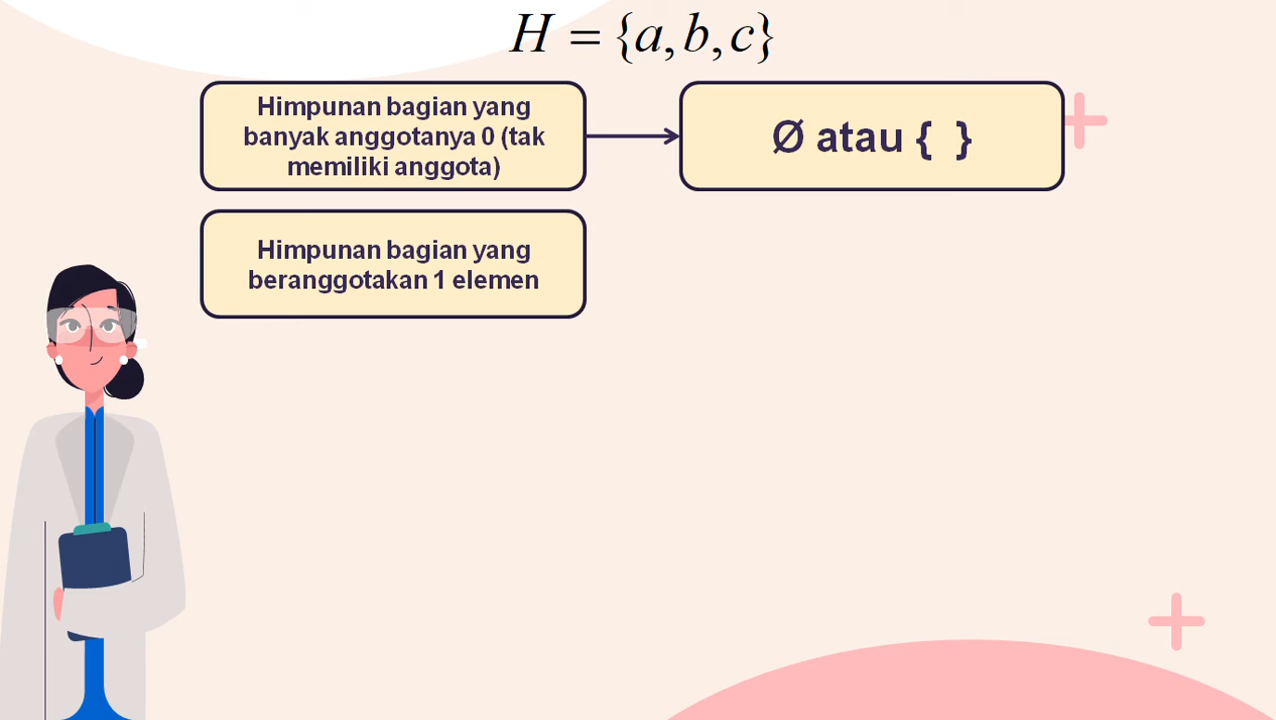 H = {a, b, c}
Himpunan bagian yang
banyak anggotanya 0 (tak
memiliki anggota)
Ø atau { }
Himpunan bagian yang
beranggotakan 1 elemen